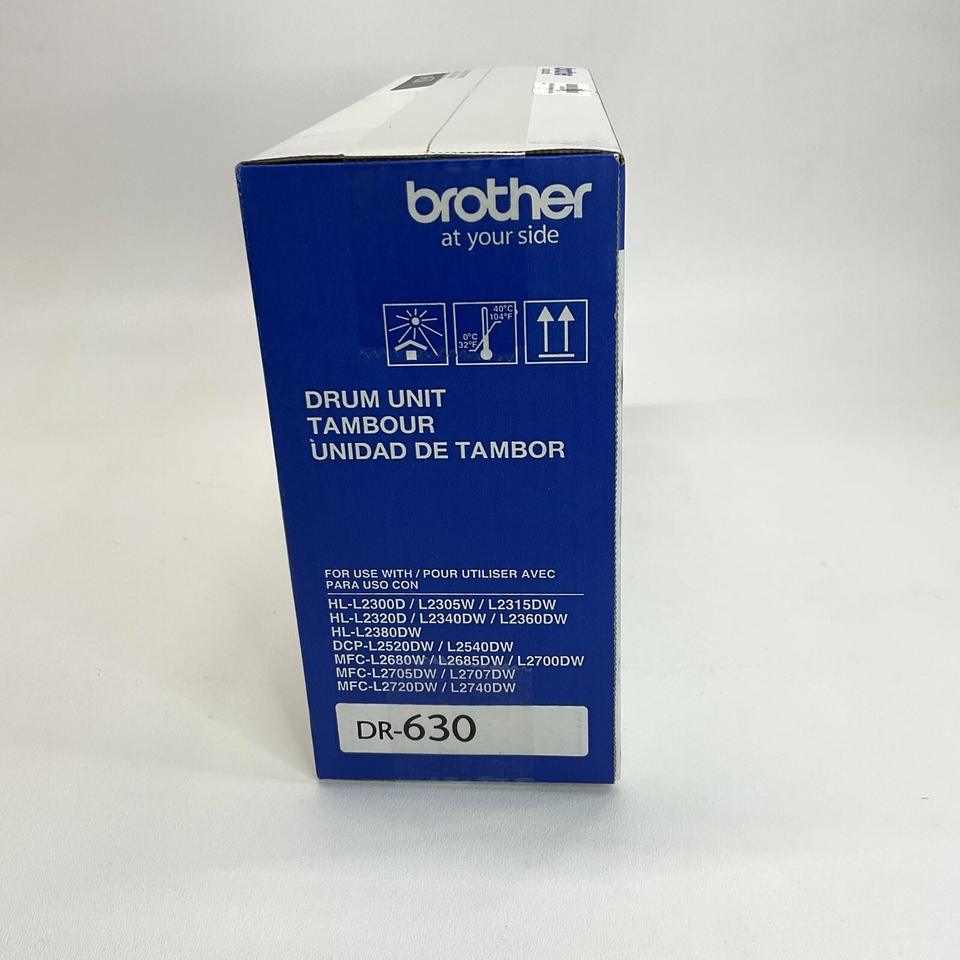 brother
at your side
40°C
104°F
0°C
32°F
DRUM UNIT
TAMBOUR
UNIDAD DE TAMBOR
FOR USE WITH / POUR UTILISER AVEC
PARA USO CON
HL-L2300D / L2305W / L2315DW
HL-L2320D / L2340DW / L2360DW
HL-L2380DW
DCP-L2520DW / L2540DW
MFC-L2680W / L2685DW / L2700DW
MFC-L2705DW / L2707DW
MFC-L2720DW / L2740DW
DR-630